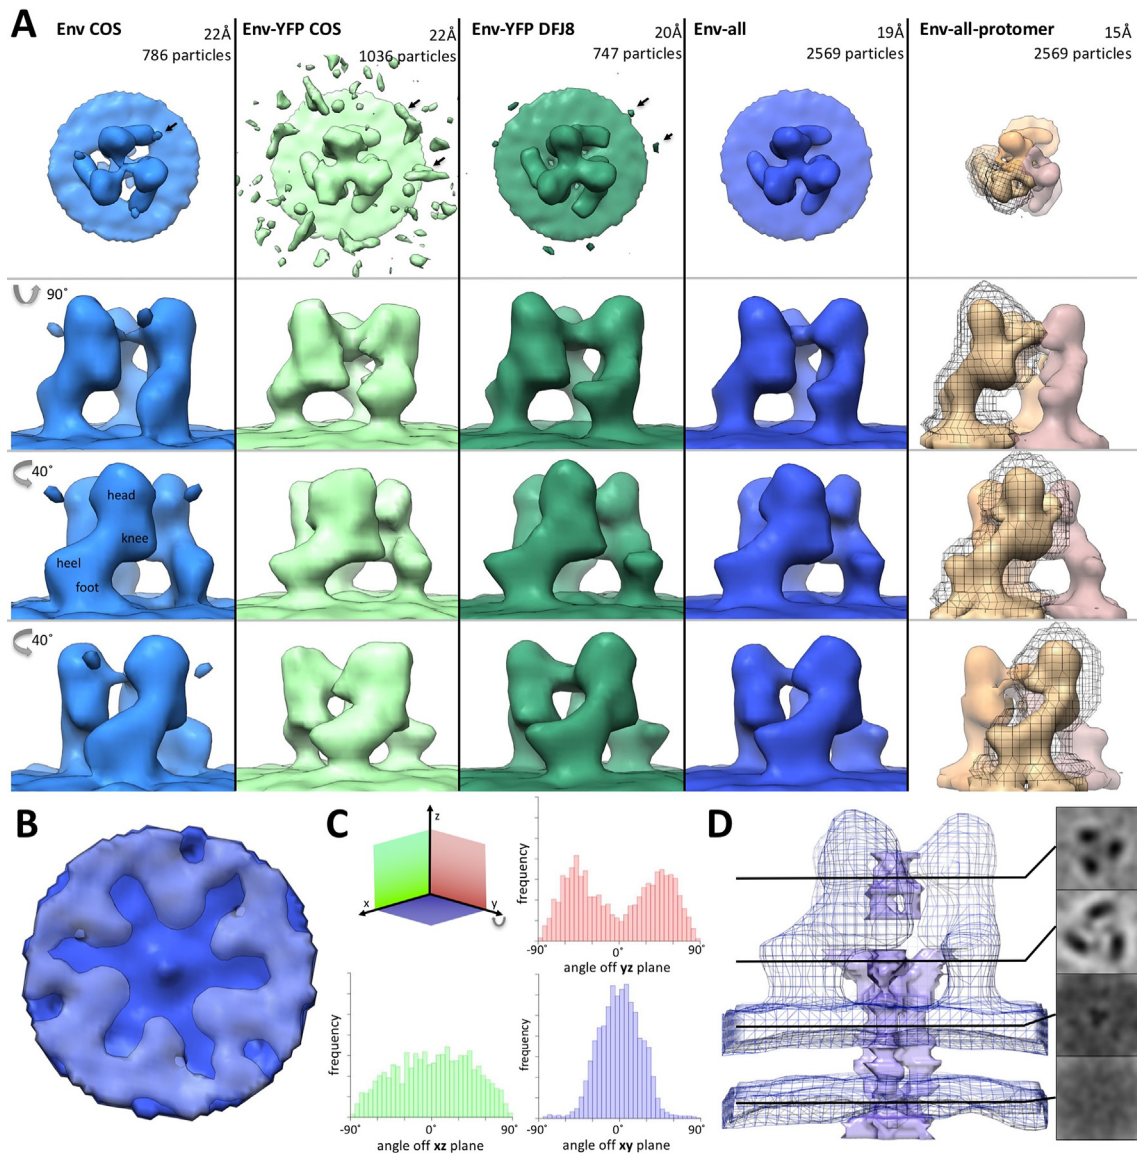 A
Env COS
22Å
786 particles
Env-YFP COS
22Å
1036 particles
Env-YFP DFJ8
20Å
747 particles
Env-all
19Å
2569 particles
Env-all-protomer
15Å
2569 particles
90˚
40˚
head
knee
heel
foot
40˚
B
C
z
x
y
frequency
-90˚
0˚
90˚
angle off yz plane
frequency
-90˚
0˚
90˚
angle off xz plane
frequency
-90˚
0˚
90˚
angle off xy plane
D